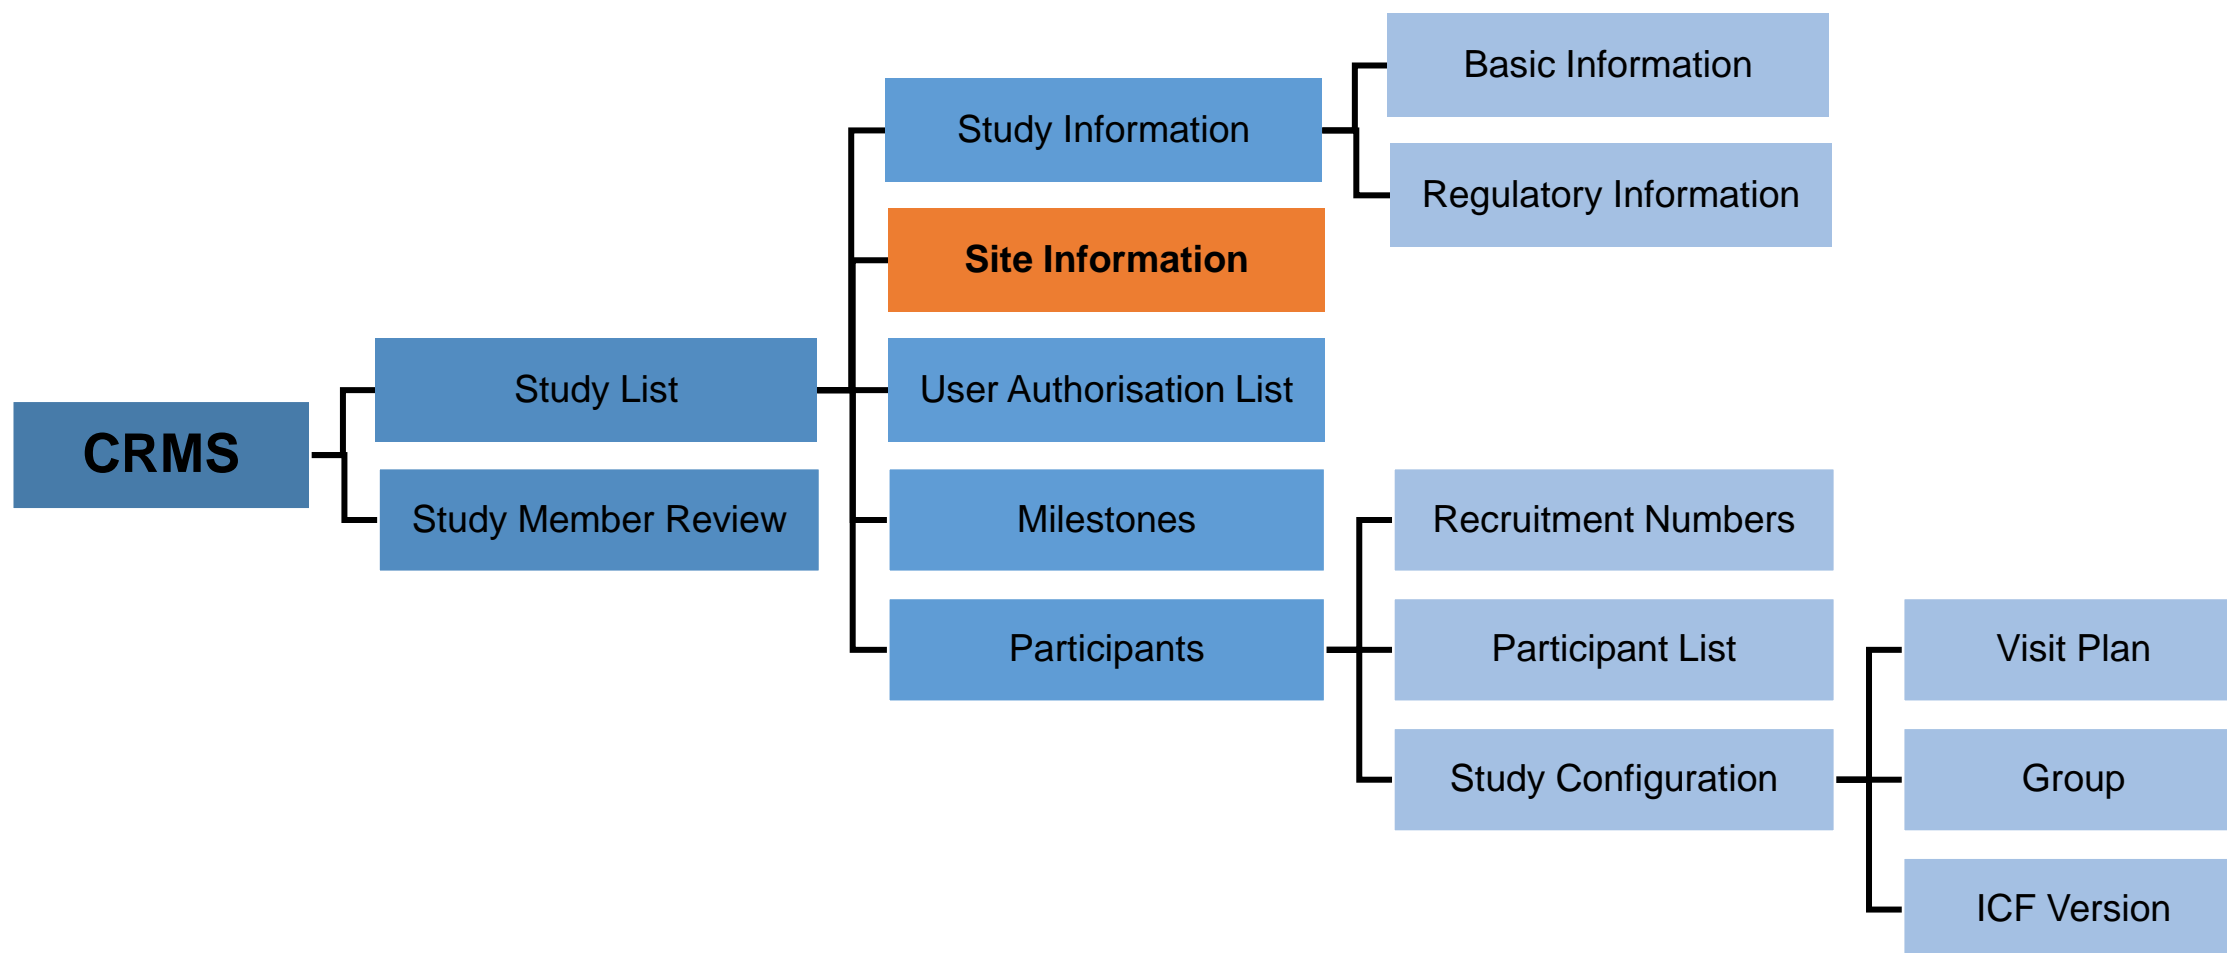 CRMS
Study List
Study Member Review
Study Information
Site Information
User Authorisation List
Milestones
Participants
Basic Information
Regulatory Information
Recruitment Numbers
Participant List
Study Configuration
Visit Plan
Group
ICF Version